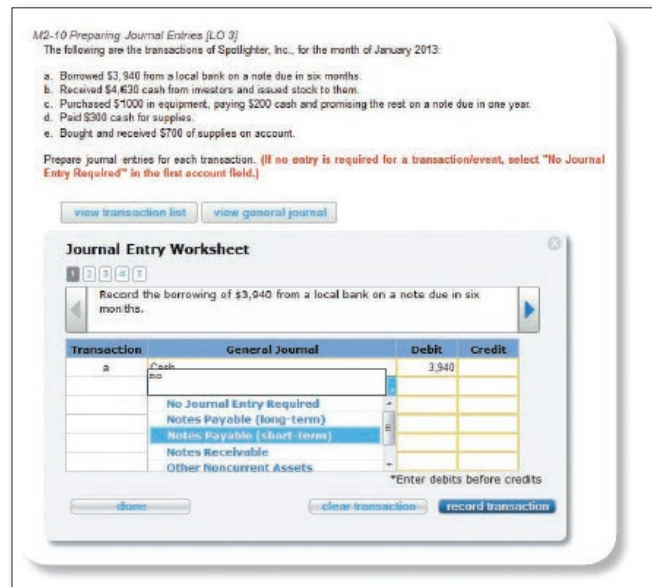 M2-10 Preparing Journal Entries [LO 3]
The following are the transactions of Spotlighter, Inc., for the month of January 2013:
a. Borrowed $3,940 from a local bank on a note due in six months.
b. Received $4,630 cash from investors and issued stock to them.
c. Purchased $1000 in equipment, paying $200 cash and promising the rest on a note due in one year.
d. Paid $300 cash for supplies.
e. Bought and received $700 of supplies on account.
Prepare journal entries for each transaction. (If no entry is required for a transaction/event, select "No Journal
Entry Required" in the first account field.)
view transaction list view general journal
Journal Entry Worksheet
1 2 3 4 5
Record the borrowing of $3,940 from a local bank on a note due in six
months.
Transaction General Journal Debit Credit
a Cash 3,940
no
No Journal Entry Required
Notes Payable (long-term)
Notes Payable (short-term)
Notes Receivable
Other Noncurrent Assets
*Enter debits before credits
done clear transaction record transaction